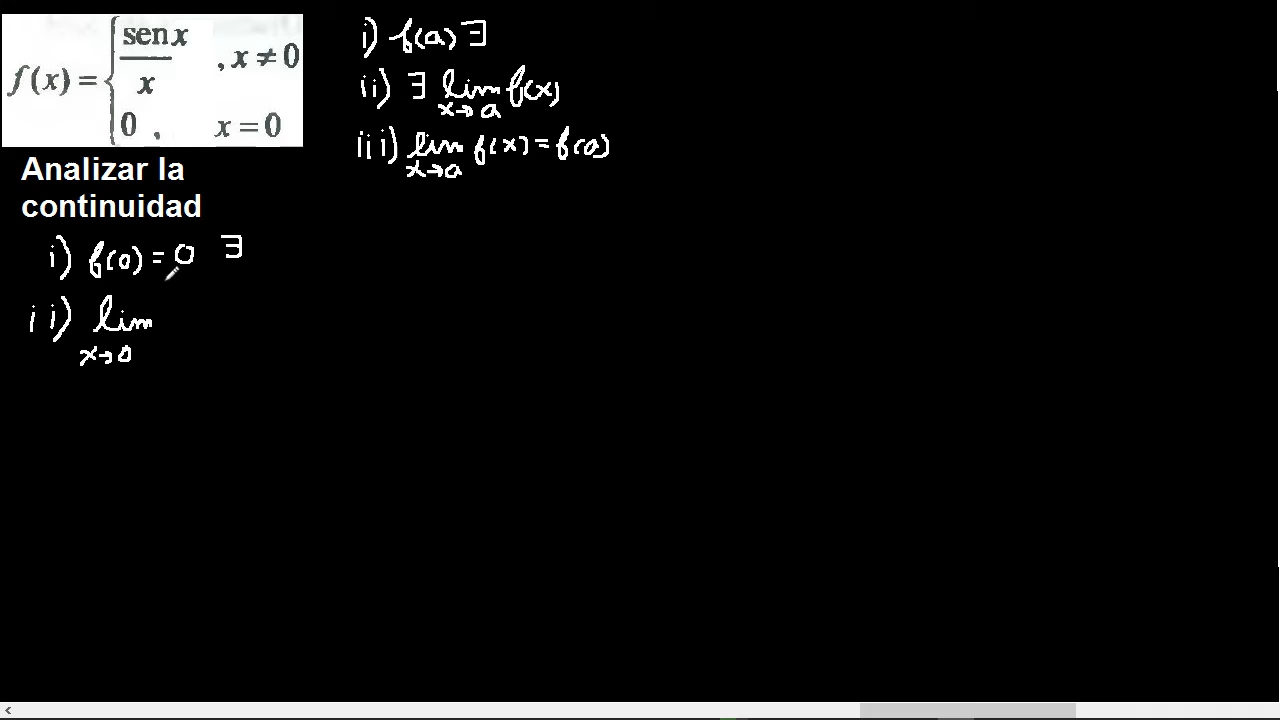 f(x) = { sen x / x , x ≠ 0
0 , x = 0
Analizar la
continuidad
i) f(a) ∃
ii) ∃ lim x→a f(x)
iii) lim x→a f(x) = f(a)
i) f(0) = 0 ∃
ii) lim x→0